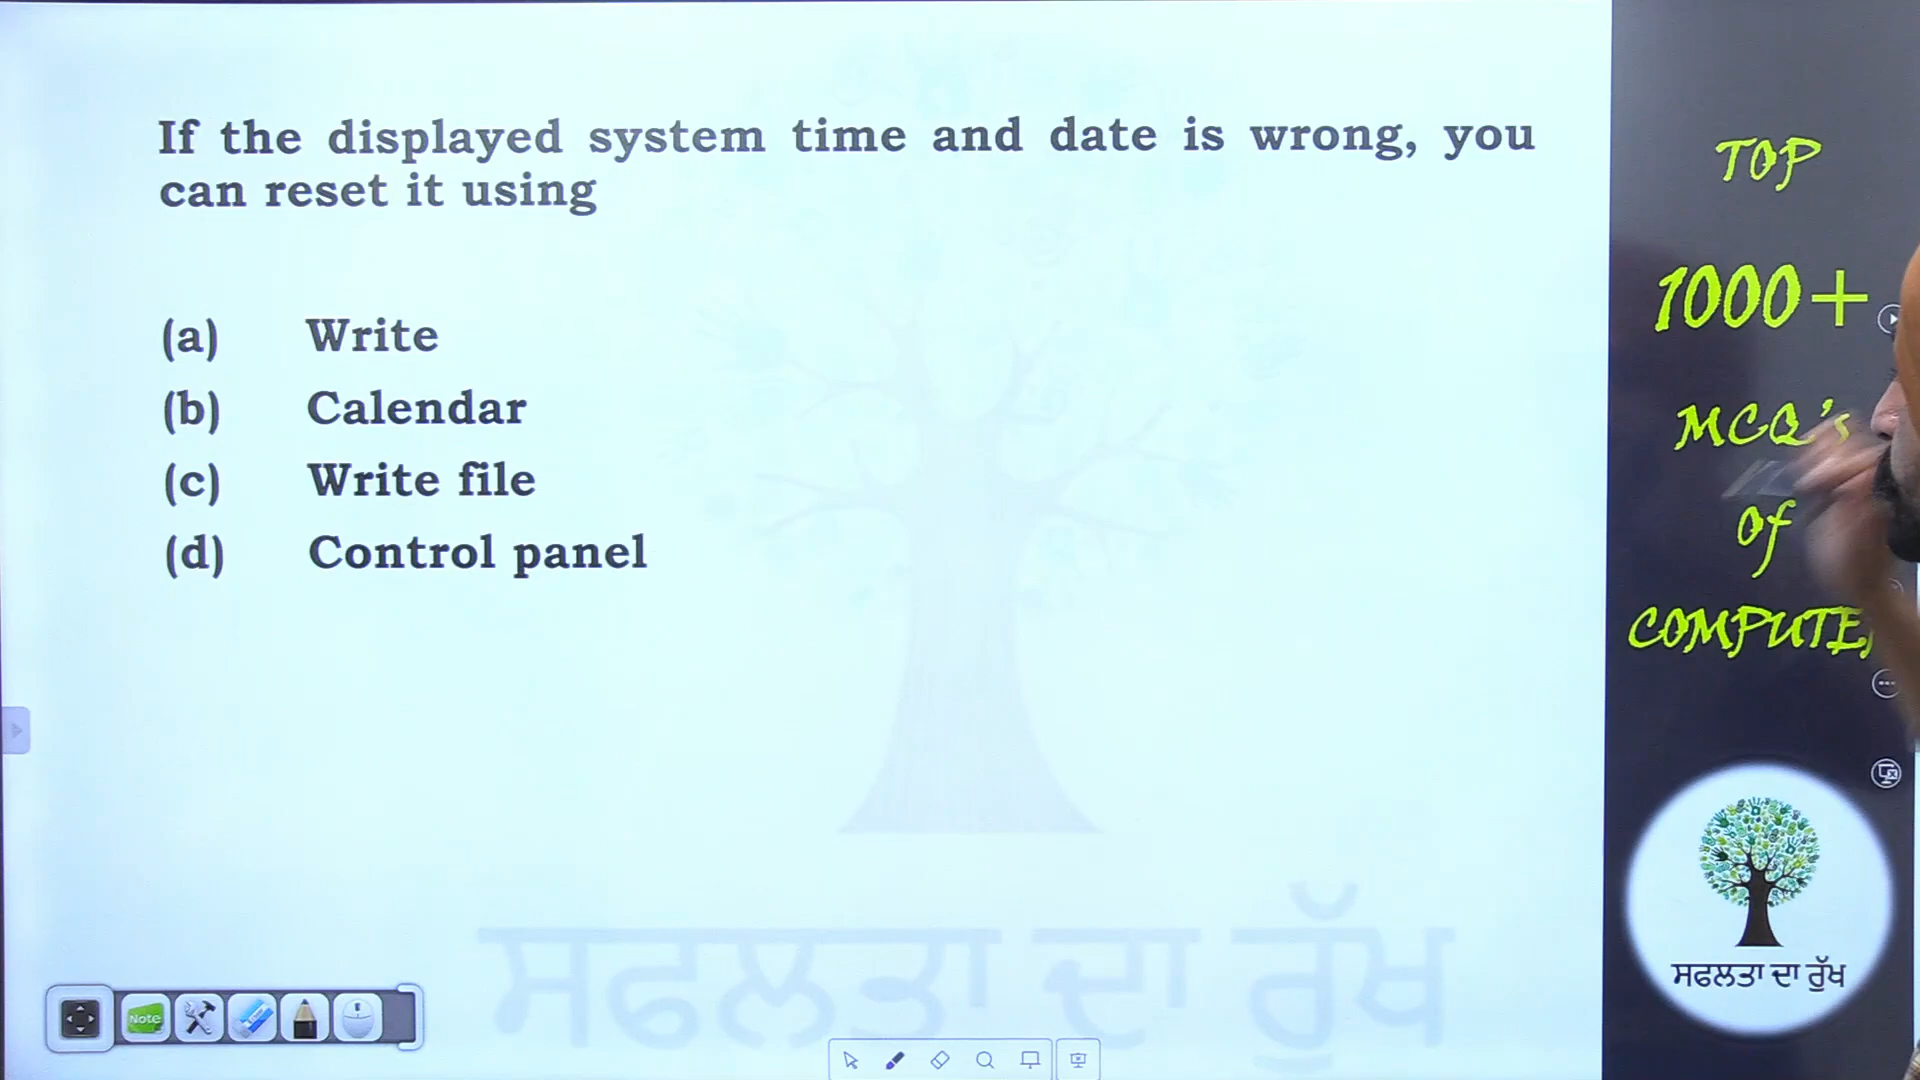 If the displayed system time and date is wrong, you
can reset it using
(a) Write
(b) Calendar
(c) Write file
(d) Control panel
TOP
1000+
MCQ's
Of
COMPUTER
ਸਫਲਤਾ ਦਾ ਰੁੱਖ
ਸਫਲਤਾ ਦਾ ਰੁੱਖ
Note